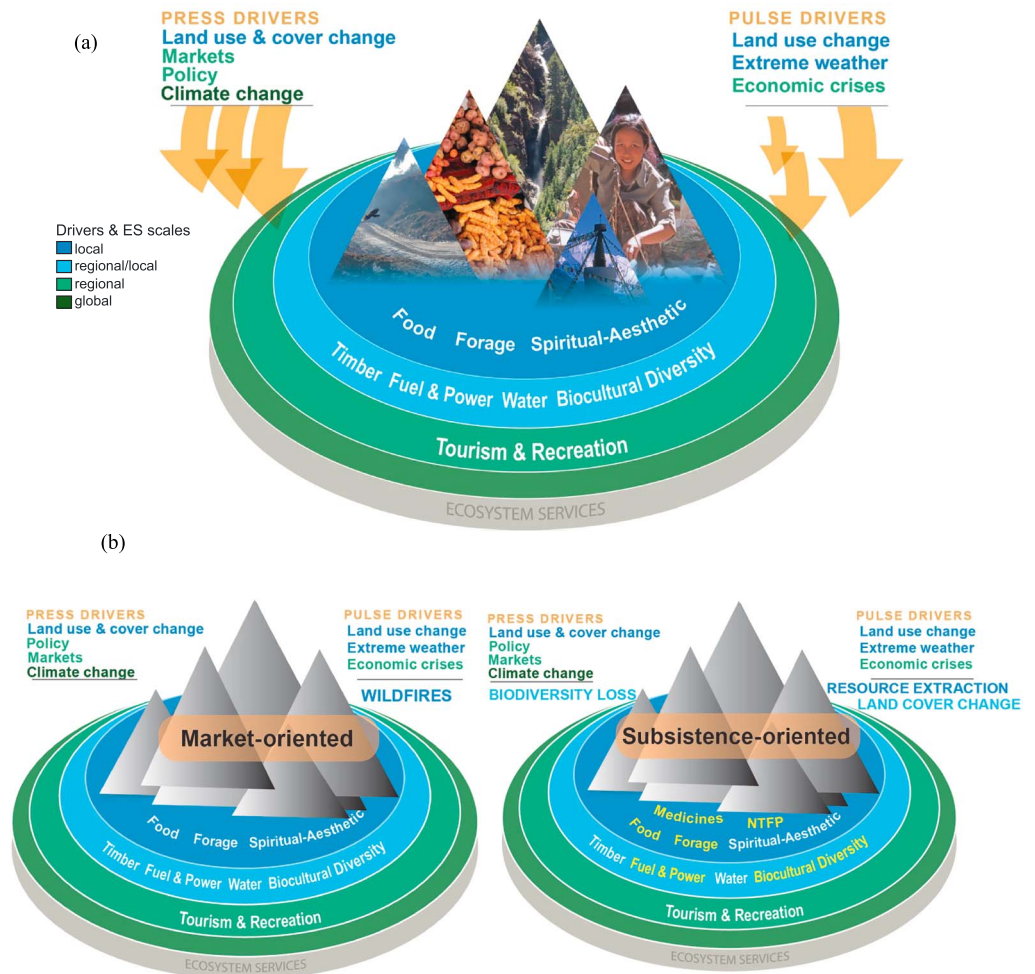 (a)
PRESS DRIVERS
Land use & cover change
Markets
Policy
Climate change
PULSE DRIVERS
Land use change
Extreme weather
Economic crises
Drivers & ES scales
local
regional/local
regional
global
Food Forage Spiritual-Aesthetic
Timber Fuel & Power Water Biocultural Diversity
Tourism & Recreation
ECOSYSTEM SERVICES
(b)
PRESS DRIVERS
Land use & cover change
Policy
Markets
Climate change
PULSE DRIVERS
Land use change
Extreme weather
Economic crises
WILDFIRES
Market-oriented
Food Forage Spiritual-Aesthetic
Timber Fuel & Power Water Biocultural Diversity
Tourism & Recreation
ECOSYSTEM SERVICES
PRESS DRIVERS
Land use & cover change
Policy
Markets
Climate change
BIODIVERSITY LOSS
PULSE DRIVERS
Land use change
Extreme weather
Economic crises
RESOURCE EXTRACTION
LAND COVER CHANGE
Subsistence-oriented
Medicines NTFP
Food Forage Spiritual-Aesthetic
Timber Fuel & Power Water Biocultural Diversity
Tourism & Recreation
ECOSYSTEM SERVICES